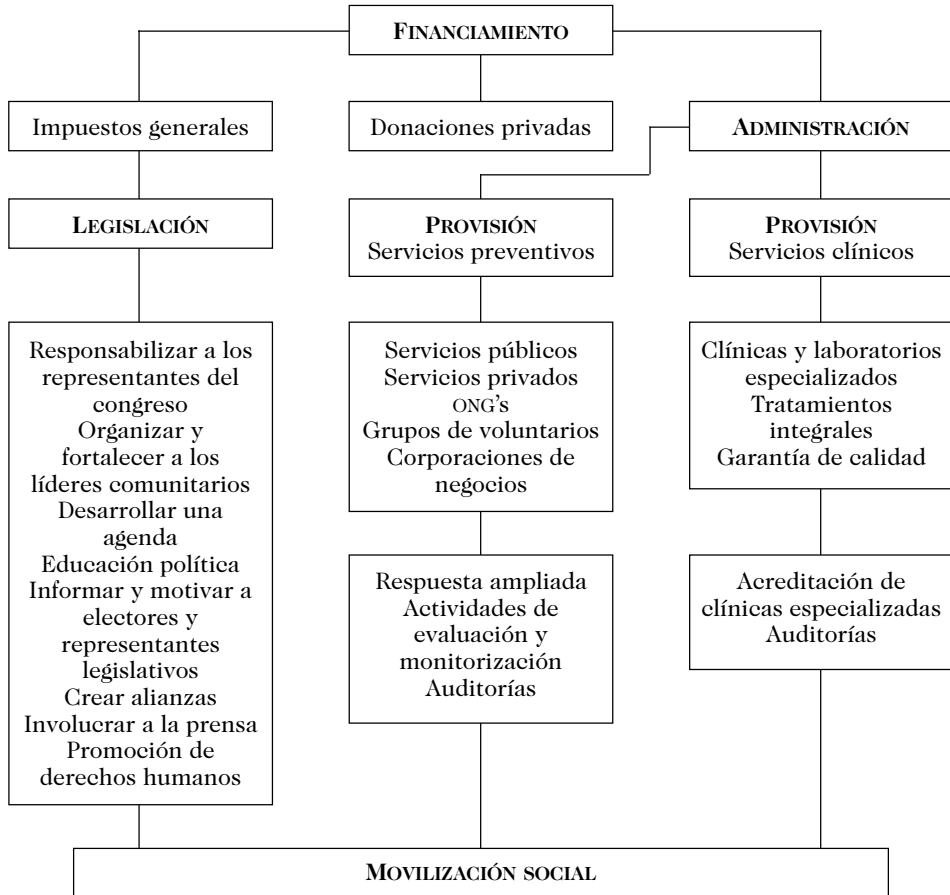 FINANCIAMIENTO
Impuestos generales
Donaciones privadas
ADMINISTRACIÓN
LEGISLACIÓN
PROVISIÓN
Servicios preventivos
PROVISIÓN
Servicios clínicos
Responsabilizar a los
representantes del
congreso
Organizar y
fortalecer a los
líderes comunitarios
Desarrollar una
agenda
Educación política
Informar y motivar a
electores y
representantes
legislativos
Crear alianzas
Involucrar a la prensa
Promoción de
derechos humanos
Servicios públicos
Servicios privados
ONG's
Grupos de voluntarios
Corporaciones de
negocios
Clínicas y laboratorios
especializados
Tratamientos
integrales
Garantía de calidad
Respuesta ampliada
Actividades de
evaluación y
monitorización
Auditorías
Acreditación de
clínicas especializadas
Auditorías
MOVILIZACIÓN SOCIAL